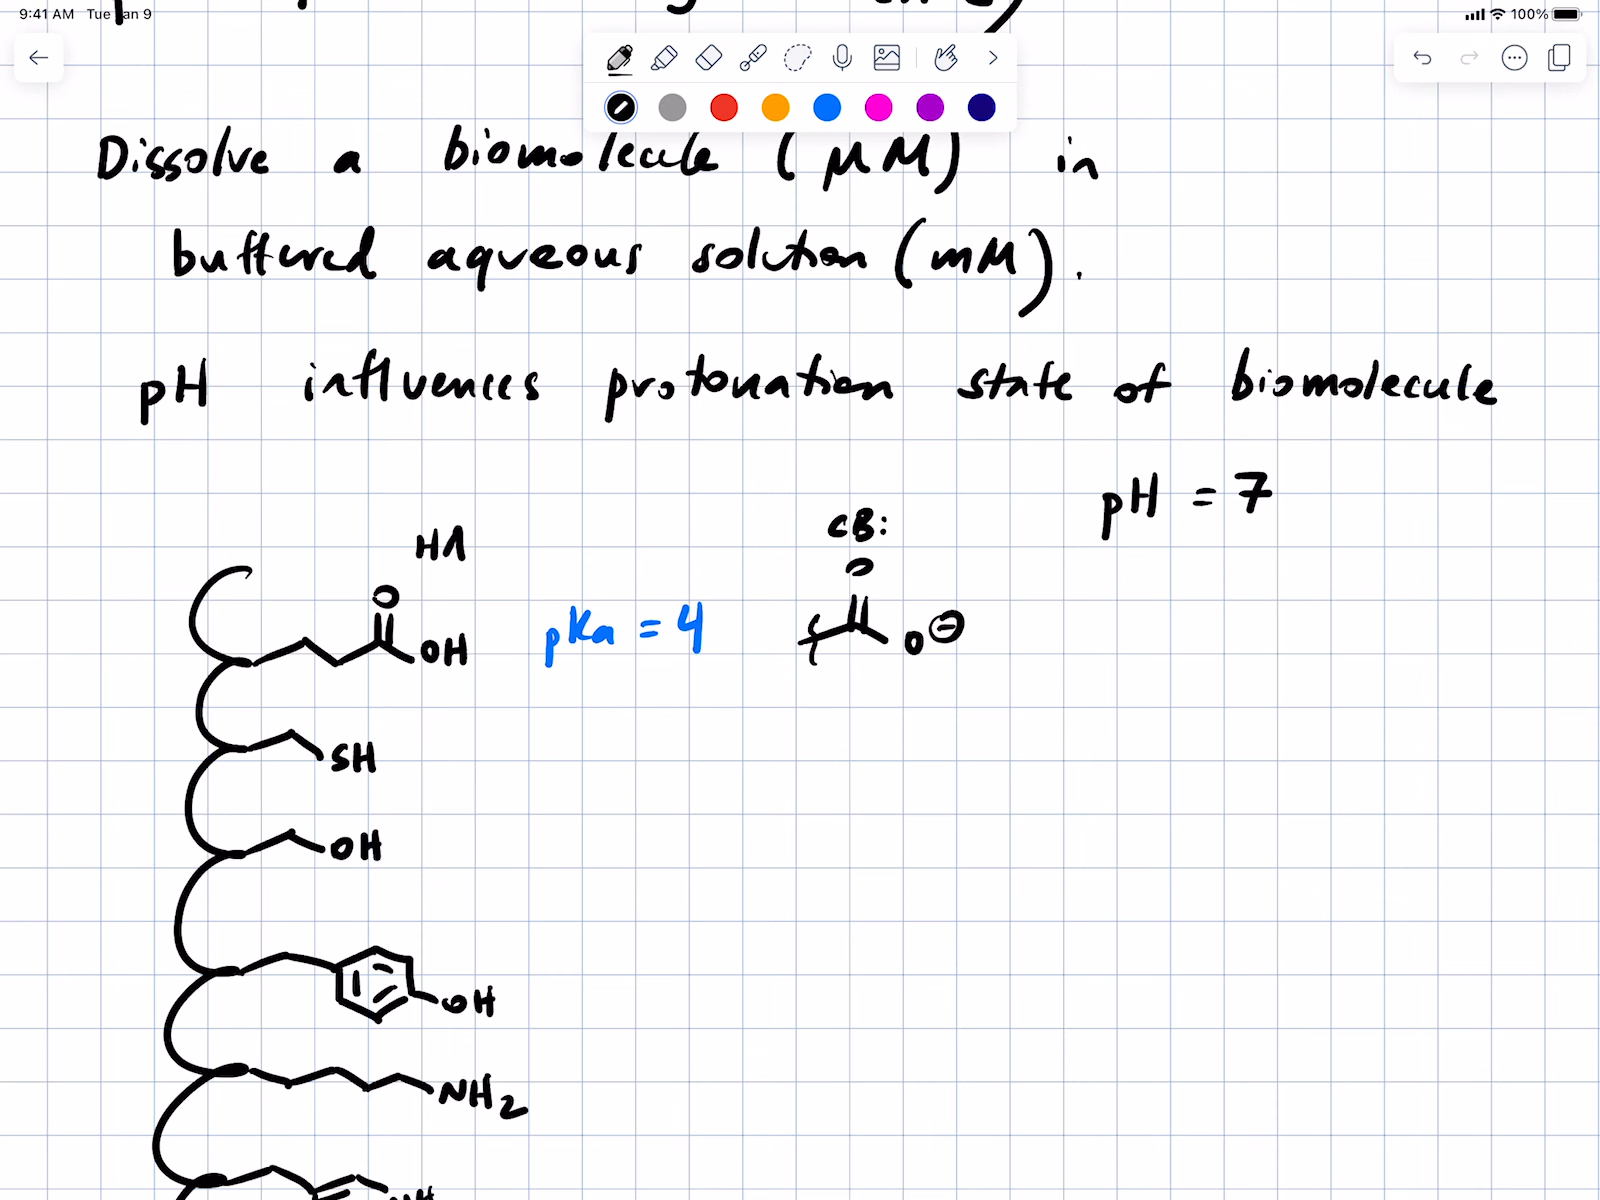 9:41 AM Tue Jan 9
100%
Dissolve a biomolecule (μM) in
buffered aqueous solution (mM).
pH influences protonation state of biomolecule
pH = 7
CB:
HA
O
O
pKa = 4
O⊖
OH
SH
OH
OH
NH2
NH